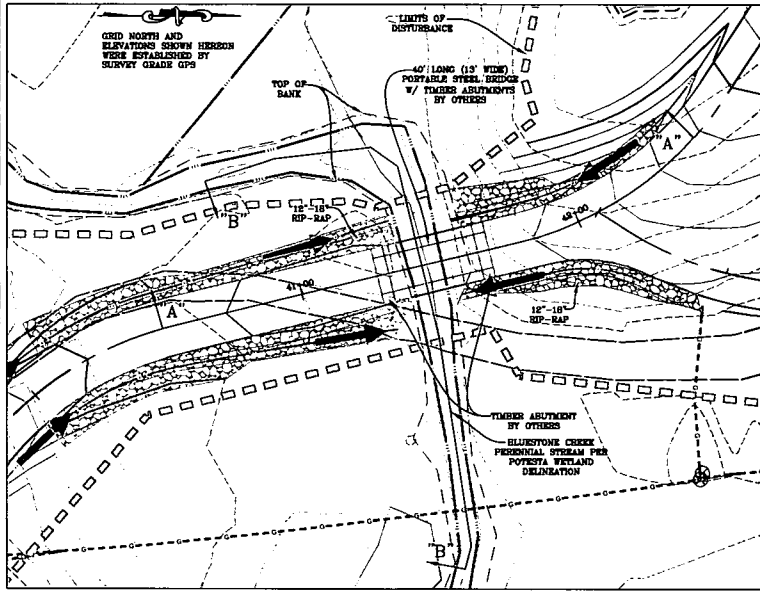 GRID NORTH AND
ELEVATIONS SHOWN HEREON
WERE ESTABLISHED BY
SURVEY GRADE GPS
LIMITS OF
DISTURBANCE
40' LONG (13' WIDE)
PORTABLE STEEL BRIDGE
W/ TIMBER ABUTMENTS
BY OTHERS
TOP OF
BANK
"A"
"B"
12"-18"
RIP-RAP
42+00
41+00
"A"
12"-18"
RIP-RAP
TIMBER ABUTMENT
BY OTHERS
BLUESTONE CREEK
PERENNIAL STREAM PER
POTESTA WETLAND
DELINEATION
G
G G G G G G G G G G G
"B"